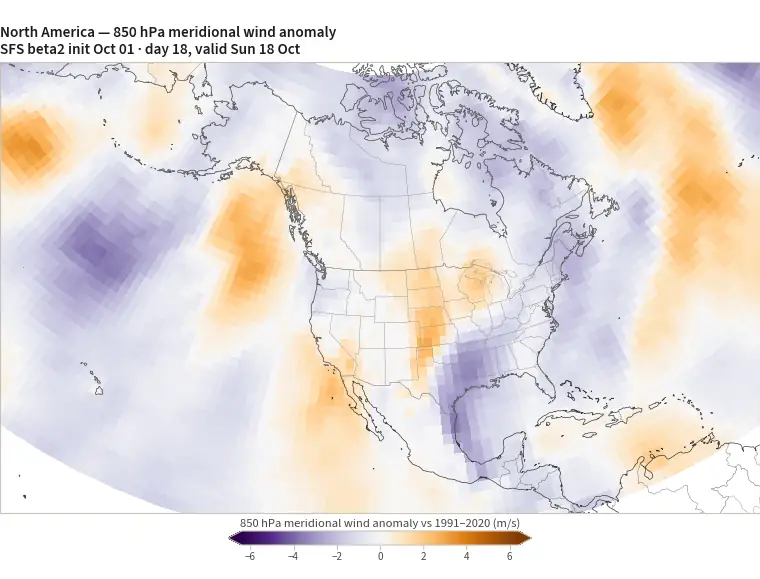 North America — 850 hPa meridional wind anomaly
SFS beta2 init Oct 01 · day 18, valid Sun 18 Oct
850 hPa meridional wind anomaly vs 1991–2020 (m/s)
−6 −4 −2 0 2 4 6